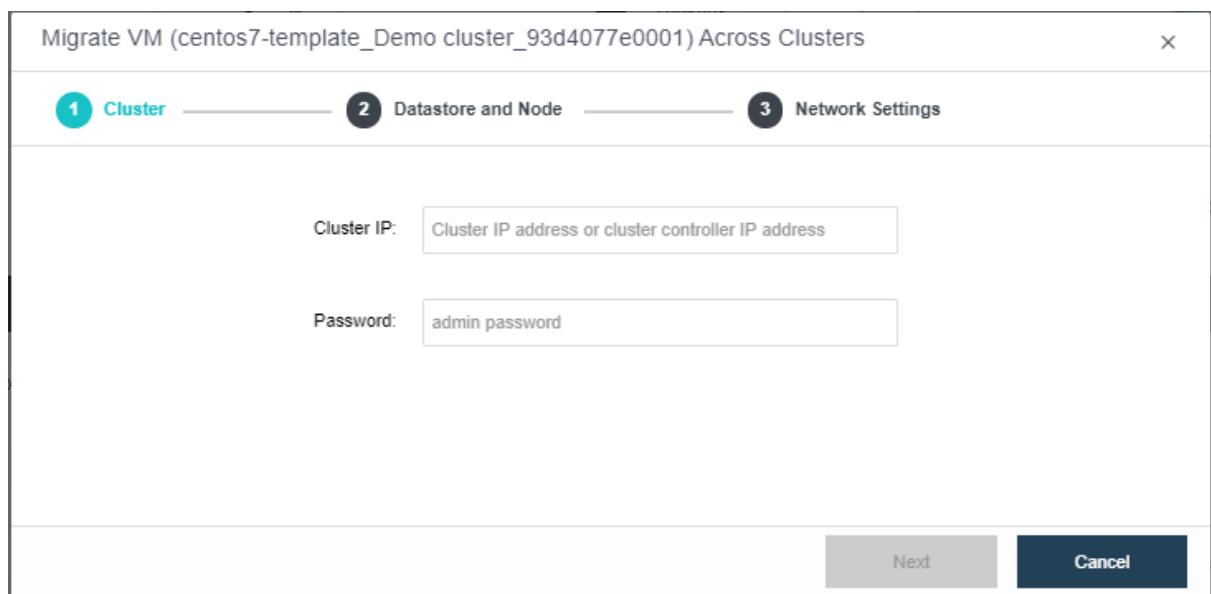 Migrate VM (centos7-template_Demo cluster_93d4077e0001) Across Clusters ×
1 Cluster 2 Datastore and Node 3 Network Settings
Cluster IP: Cluster IP address or cluster controller IP address
Password: admin password
Next Cancel